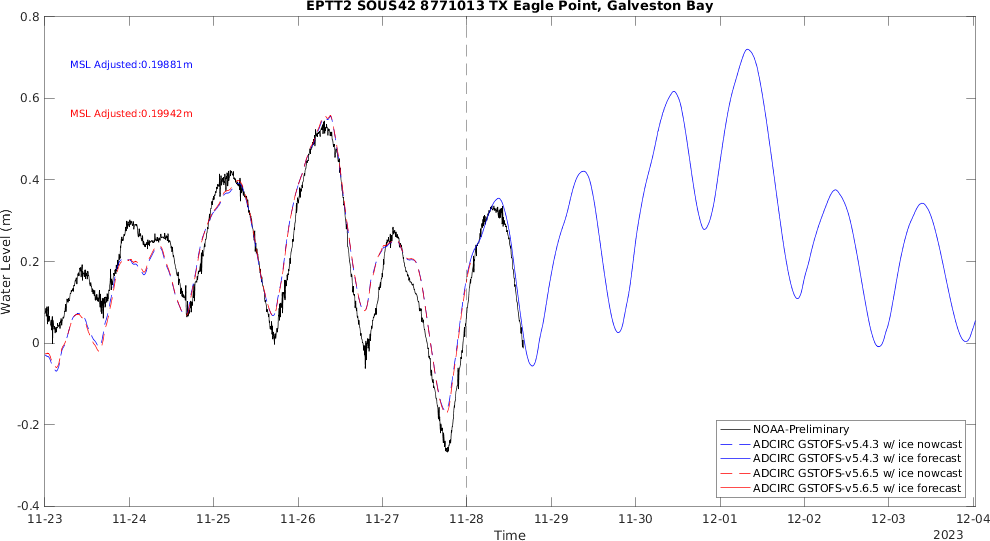 EPTT2 SOUS42 8771013 TX Eagle Point, Galveston Bay
0.8
MSL Adjusted:0.19881m
0.6
MSL Adjusted:0.19942m
0.4
0.2
Water Level (m)
0
-0.2
-0.4
NOAA-Preliminary
ADCIRC GSTOFS-v5.4.3 w/ ice nowcast
ADCIRC GSTOFS-v5.4.3 w/ ice forecast
ADCIRC GSTOFS-v5.6.5 w/ ice nowcast
ADCIRC GSTOFS-v5.6.5 w/ ice forecast
11-23 11-24 11-25 11-26 11-27 11-28 11-29 11-30 12-01 12-02 12-03 12-04
Time
2023